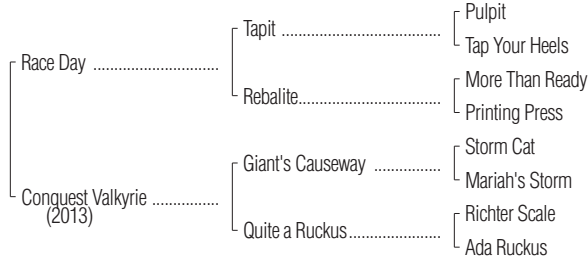 Pulpit
Tapit ........................................
Tap Your Heels
Race Day ................................
More Than Ready
Rebalite....................................
Printing Press
Storm Cat
Giant's Causeway .................
Mariah's Storm
Conquest Valkyrie .................
(2013)
Richter Scale
Quite a Ruckus.......................
Ada Ruckus